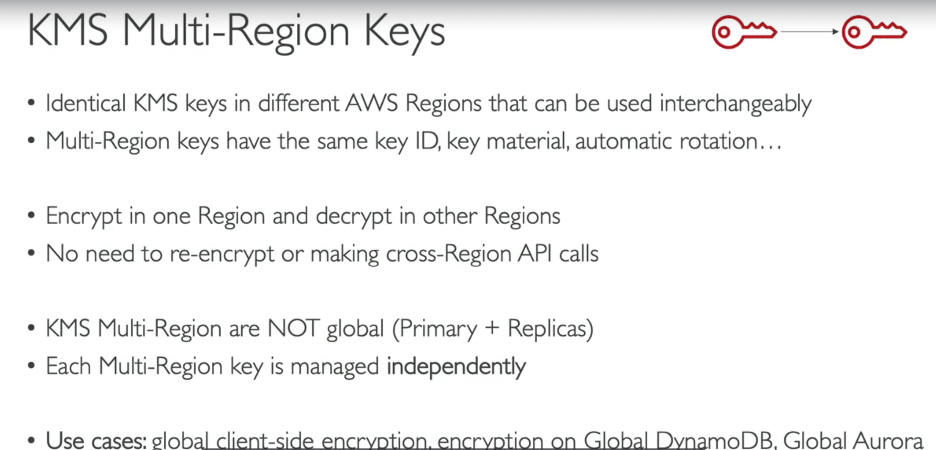 KMS Multi-Region Keys
• Identical KMS keys in different AWS Regions that can be used interchangeably
• Multi-Region keys have the same key ID, key material, automatic rotation…
• Encrypt in one Region and decrypt in other Regions
• No need to re-encrypt or making cross-Region API calls
• KMS Multi-Region are NOT global (Primary + Replicas)
• Each Multi-Region key is managed independently
• Use cases: global client-side encryption, encryption on Global DynamoDB, Global Aurora